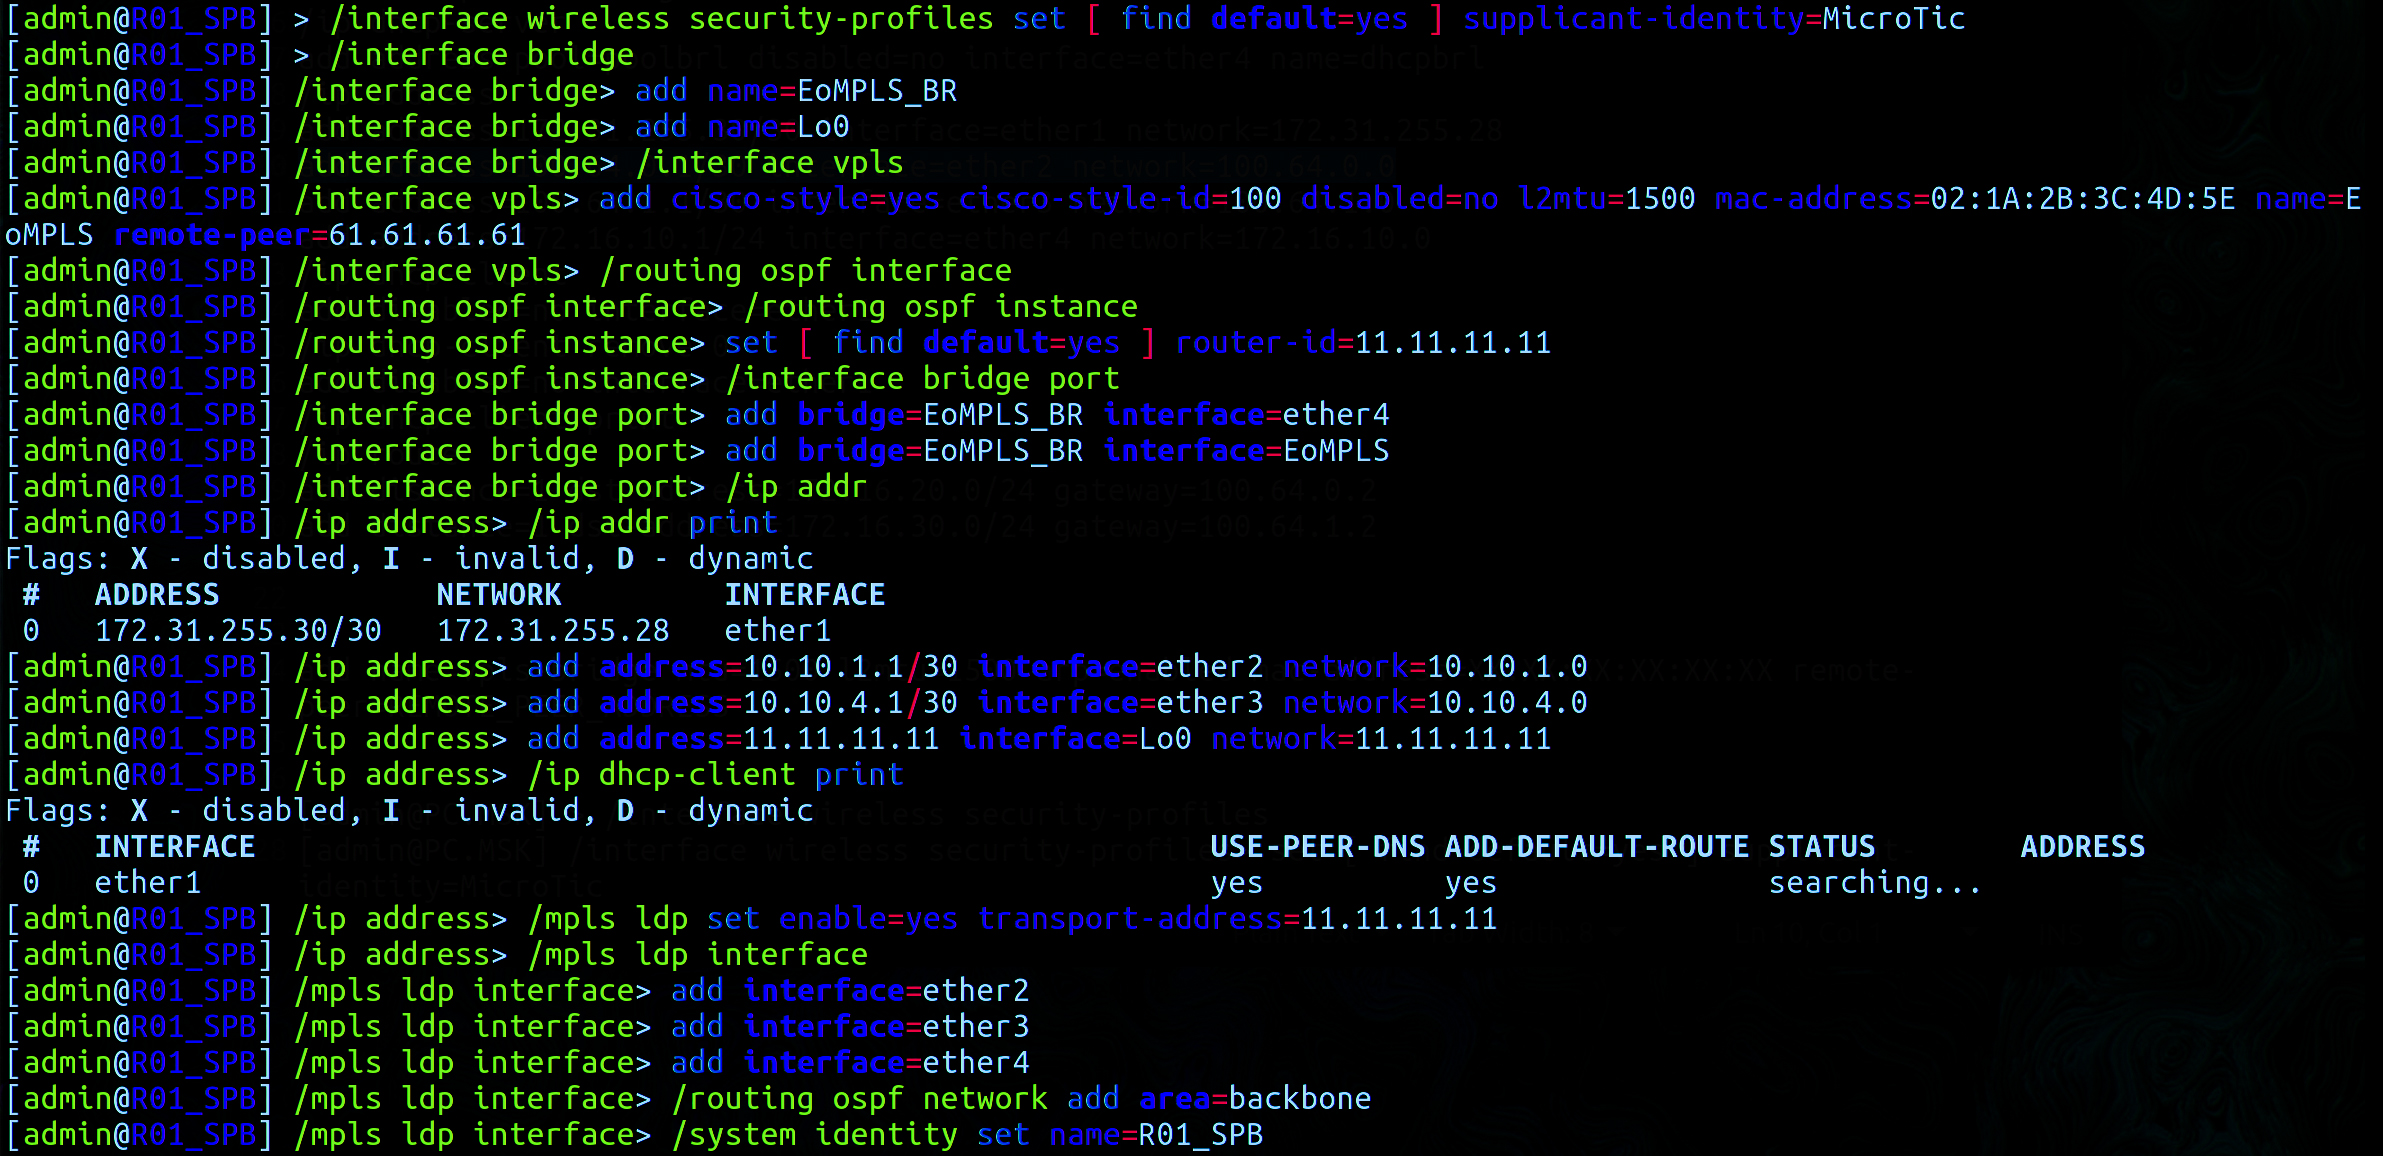 [admin@R01_SPB] > /interface wireless security-profiles set [ find default=yes ] supplicant-identity=MicroTic
[admin@R01_SPB] > /interface bridge
[admin@R01_SPB] /interface bridge> add name=EoMPLS_BR
[admin@R01_SPB] /interface bridge> add name=Lo0
[admin@R01_SPB] /interface bridge> /interface vpls
[admin@R01_SPB] /interface vpls> add cisco-style=yes cisco-style-id=100 disabled=no l2mtu=1500 mac-address=02:1A:2B:3C:4D:5E name=E
oMPLS remote-peer=61.61.61.61
[admin@R01_SPB] /interface vpls> /routing ospf interface
[admin@R01_SPB] /routing ospf interface> /routing ospf instance
[admin@R01_SPB] /routing ospf instance> set [ find default=yes ] router-id=11.11.11.11
[admin@R01_SPB] /routing ospf instance> /interface bridge port
[admin@R01_SPB] /interface bridge port> add bridge=EoMPLS_BR interface=ether4
[admin@R01_SPB] /interface bridge port> add bridge=EoMPLS_BR interface=EoMPLS
[admin@R01_SPB] /interface bridge port> /ip addr
[admin@R01_SPB] /ip address> /ip addr print
Flags: X - disabled, I - invalid, D - dynamic
# ADDRESS NETWORK INTERFACE
0 172.31.255.30/30 172.31.255.28 ether1
[admin@R01_SPB] /ip address> add address=10.10.1.1/30 interface=ether2 network=10.10.1.0
[admin@R01_SPB] /ip address> add address=10.10.4.1/30 interface=ether3 network=10.10.4.0
[admin@R01_SPB] /ip address> add address=11.11.11.11 interface=Lo0 network=11.11.11.11
[admin@R01_SPB] /ip address> /ip dhcp-client print
Flags: X - disabled, I - invalid, D - dynamic
# INTERFACE USE-PEER-DNS ADD-DEFAULT-ROUTE STATUS ADDRESS
0 ether1 yes yes searching...
[admin@R01_SPB] /ip address> /mpls ldp set enable=yes transport-address=11.11.11.11
[admin@R01_SPB] /ip address> /mpls ldp interface
[admin@R01_SPB] /mpls ldp interface> add interface=ether2
[admin@R01_SPB] /mpls ldp interface> add interface=ether3
[admin@R01_SPB] /mpls ldp interface> add interface=ether4
[admin@R01_SPB] /mpls ldp interface> /routing ospf network add area=backbone
[admin@R01_SPB] /mpls ldp interface> /system identity set name=R01_SPB